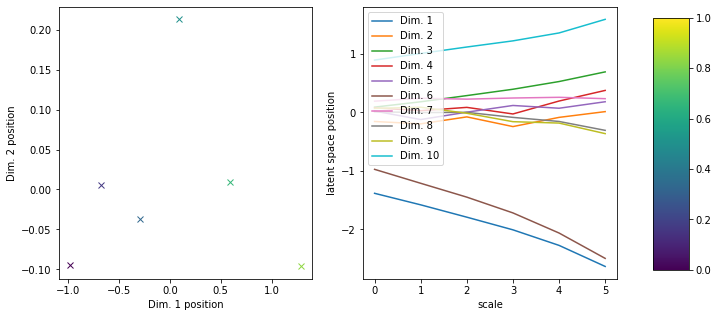 0.20
0.15
0.10
0.05
0.00
−0.05
−0.10
Dim. 2 position
−1.0 −0.5 0.0 0.5 1.0
Dim. 1 position
1
0
−1
−2
latent space position
Dim. 1
Dim. 2
Dim. 3
Dim. 4
Dim. 5
Dim. 6
Dim. 7
Dim. 8
Dim. 9
Dim. 10
0 1 2 3 4 5
scale
1.0
0.8
0.6
0.4
0.2
0.0